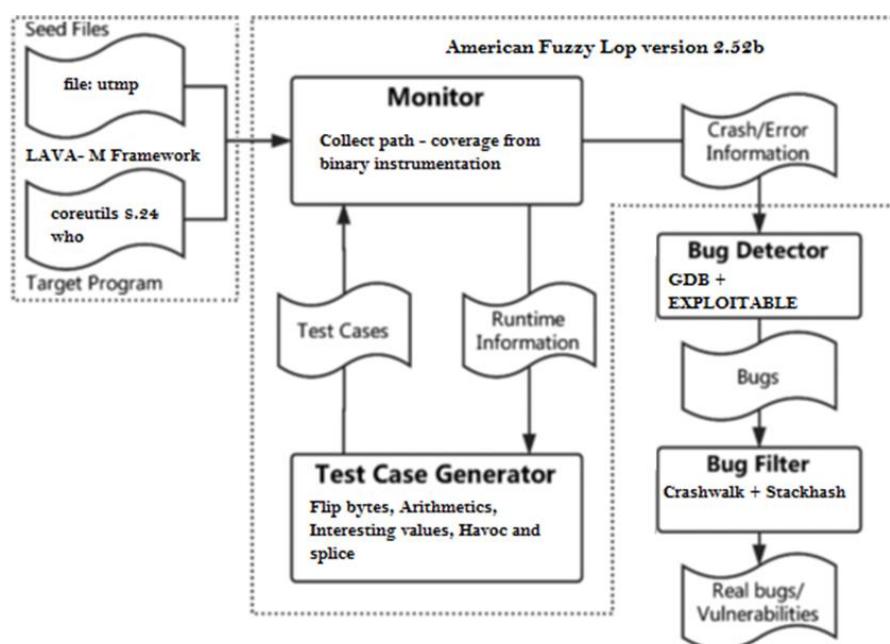 Seed Files
file: utmp
LAVA- M Framework
coreutils 8.24
who
Target Program
American Fuzzy Lop version 2.52b
Monitor
Collect path - coverage from
binary instrumentation
Crash/Error
Information
Test Cases
Runtime
Information
Test Case Generator
Flip bytes, Arithmetics,
Interesting values, Havoc and
splice
Bug Detector
GDB +
EXPLOITABLE
Bugs
Bug Filter
Crashwalk + Stackhash
Real bugs/
Vulnerabilities